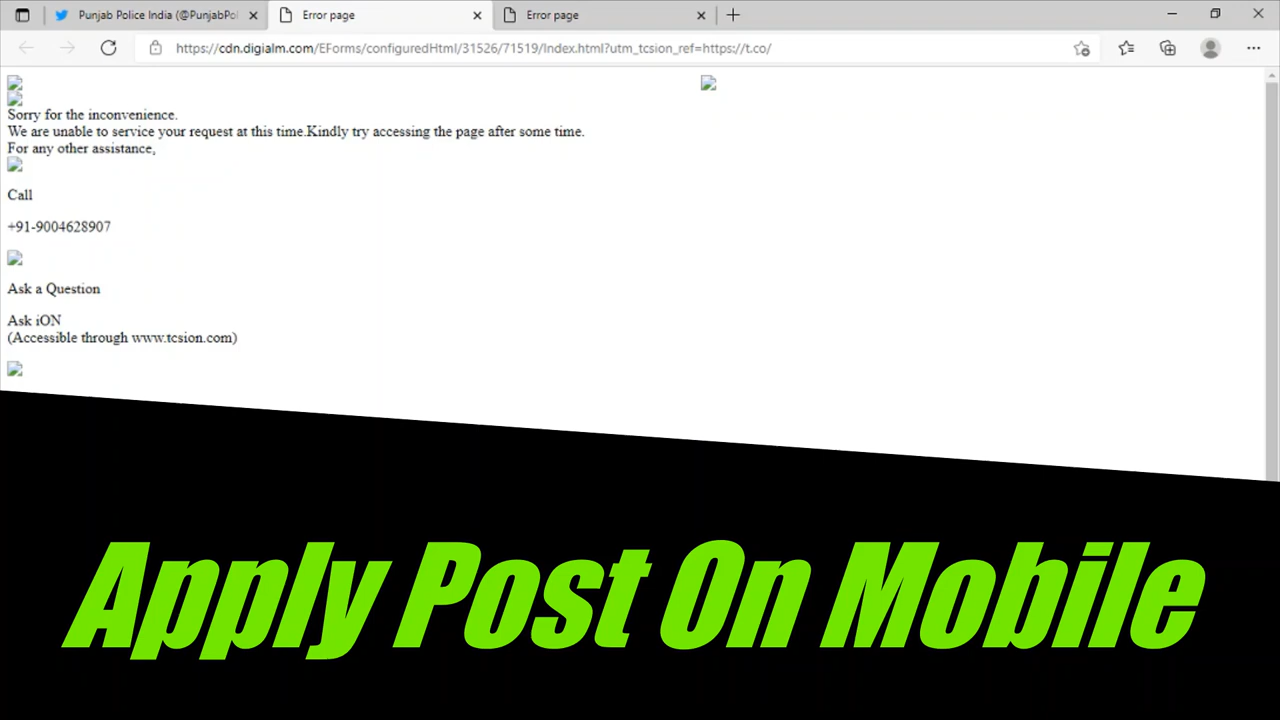 Punjab Police India (@PunjabPol
Error page
Error page
https://cdn.digialm.com/EForms/configuredHtml/31526/71519/Index.html?utm_tcsion_ref=https://t.co/
Sorry for the inconvenience.
We are unable to service your request at this time.Kindly try accessing the page after some time.
For any other assistance,
Call
+91-9004628907
Ask a Question
Ask iON
(Accessible through www.tcsion.com)
Apply Post On Mobile